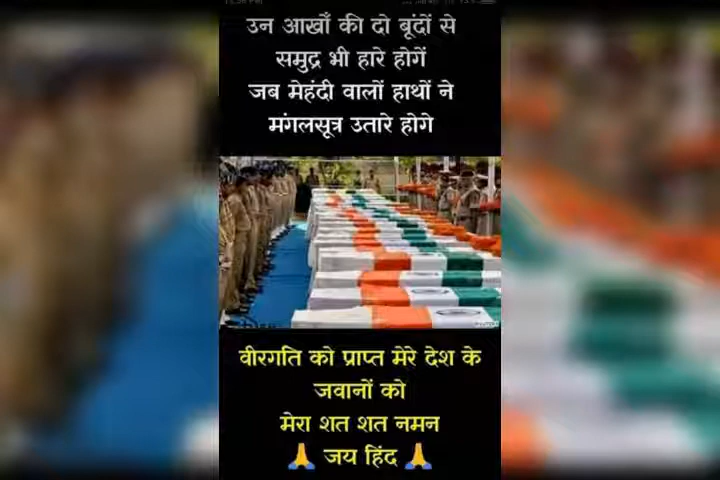 उन आखों की दो बूंदों से
समुद्र भी हारे होगें
जब मेहंदी वालों हाथों ने
मंगलसूत्र उतारे होगे
वीरगति को प्राप्त मेरे देश के
जवानों को
मेरा शत शत नमन
🙏 जय हिंद 🙏